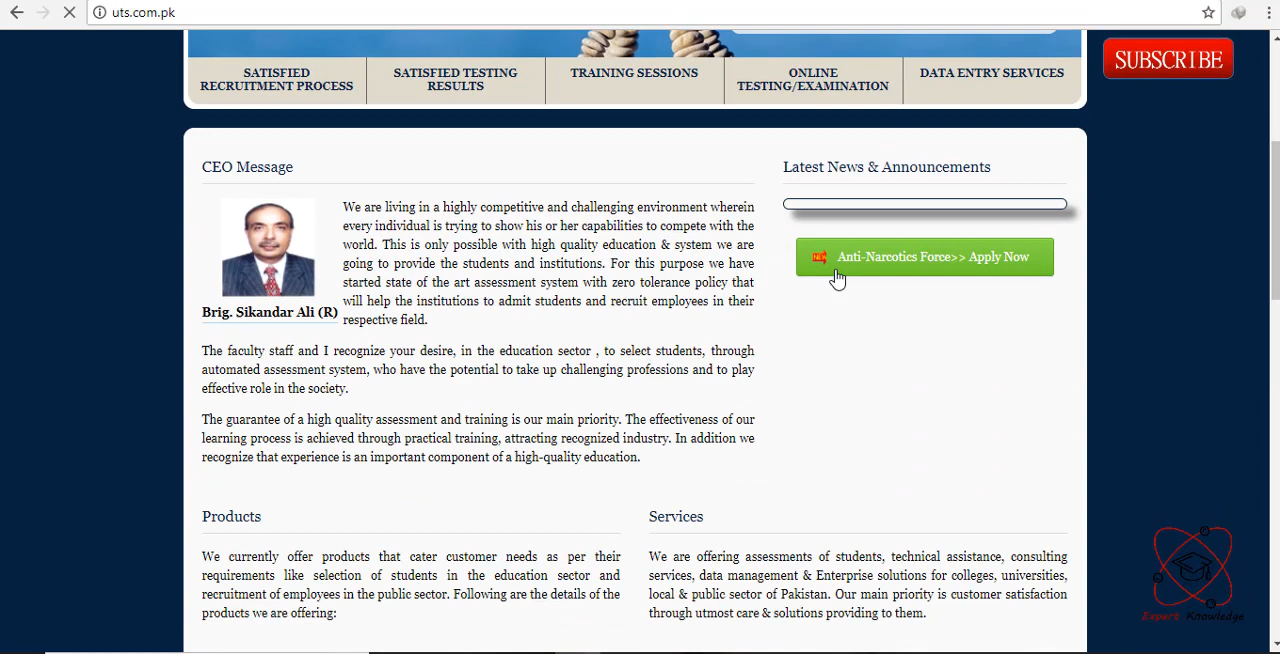 uts.com.pk
SUBSCRIBE
SATISFIED
RECRUITMENT PROCESS
SATISFIED TESTING
RESULTS
TRAINING SESSIONS
ONLINE
TESTING/EXAMINATION
DATA ENTRY SERVICES
CEO Message
We are living in a highly competitive and challenging environment wherein
every individual is trying to show his or her capabilities to compete with the
world. This is only possible with high quality education & system we are
going to provide the students and institutions. For this purpose we have
started state of the art assessment system with zero tolerance policy that
will help the institutions to admit students and recruit employees in their
respective field.
Brig. Sikandar Ali (R)
The faculty staff and I recognize your desire, in the education sector , to select students, through
automated assessment system, who have the potential to take up challenging professions and to play
effective role in the society.
The guarantee of a high quality assessment and training is our main priority. The effectiveness of our
learning process is achieved through practical training, attracting recognized industry. In addition we
recognize that experience is an important component of a high-quality education.
Latest News & Announcements
NEW Anti-Narcotics Force>> Apply Now
Products
We currently offer products that cater customer needs as per their
requirements like selection of students in the education sector and
recruitment of employees in the public sector. Following are the details of the
products we are offering:
Services
We are offering assessments of students, technical assistance, consulting
services, data management & Enterprise solutions for colleges, universities,
local & public sector of Pakistan. Our main priority is customer satisfaction
through utmost care & solutions providing to them.
Expert Knowledge